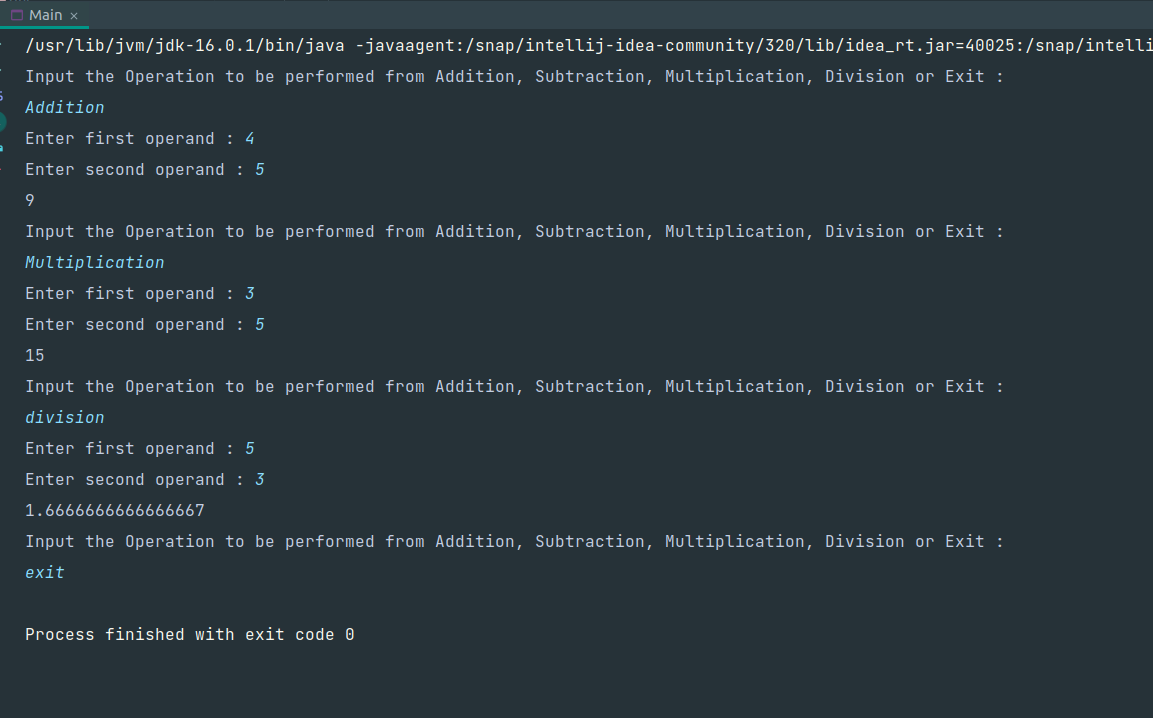 Main ×
/usr/lib/jvm/jdk-16.0.1/bin/java -javaagent:/snap/intellij-idea-community/320/lib/idea_rt.jar=40025:/snap/intelli
Input the Operation to be performed from Addition, Subtraction, Multiplication, Division or Exit :
Addition
Enter first operand : 4
Enter second operand : 5
9
Input the Operation to be performed from Addition, Subtraction, Multiplication, Division or Exit :
Multiplication
Enter first operand : 3
Enter second operand : 5
15
Input the Operation to be performed from Addition, Subtraction, Multiplication, Division or Exit :
division
Enter first operand : 5
Enter second operand : 3
1.6666666666666667
Input the Operation to be performed from Addition, Subtraction, Multiplication, Division or Exit :
exit
Process finished with exit code 0